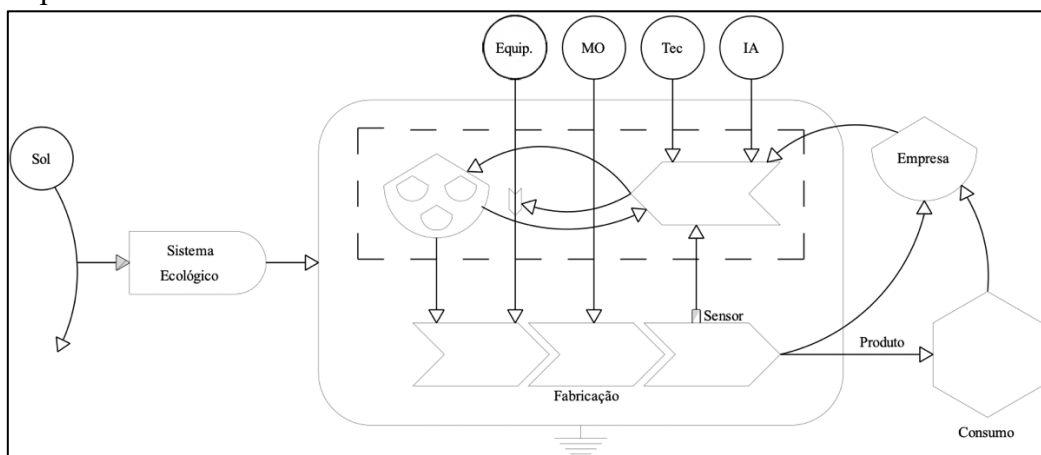 Equip.
MO
Tec
IA
Sol
Empresa
Sistema
Ecológico
Sensor
Produto
Fabricação
Consumo